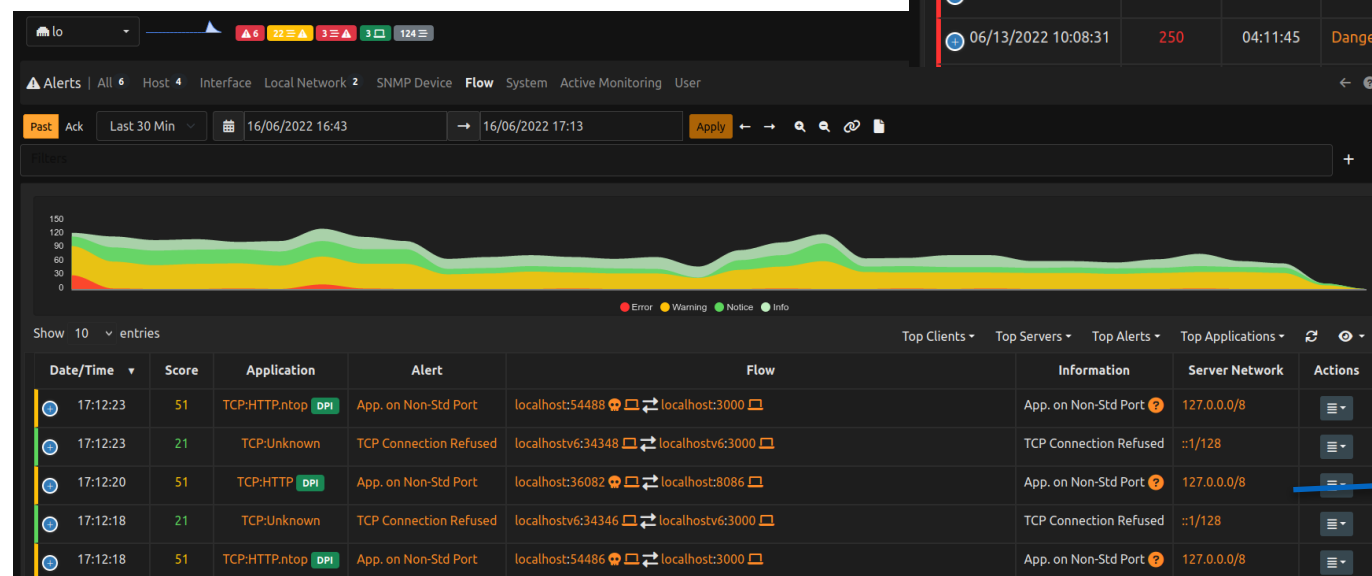 06/13/2022 10:08:31 250 04:11:45 Dange
lo 6 22 3 3 124
Alerts | All 6 Host 4 Interface Local Network 2 SNMP Device Flow System Active Monitoring User
Past Ack Last 30 Min 16/06/2022 16:43 → 16/06/2022 17:13 Apply ← →
Filters
+
150
120
90
60
30
0
Error Warning Notice Info
Show 10 entries Top Clients Top Servers Top Alerts Top Applications
Date/Time Score Application Alert Flow Information Server Network Actions
17:12:23 51 TCP:HTTP.ntop DPI App. on Non-Std Port localhost:54488 localhost:3000 App. on Non-Std Port ? 127.0.0.0/8
17:12:23 21 TCP:Unknown TCP Connection Refused localhostv6:34348 localhostv6:3000 TCP Connection Refused ::1/128
17:12:20 51 TCP:HTTP DPI App. on Non-Std Port localhost:36082 localhost:8086 App. on Non-Std Port ? 127.0.0.0/8
17:12:18 21 TCP:Unknown TCP Connection Refused localhostv6:34346 localhostv6:3000 TCP Connection Refused ::1/128
17:12:18 51 TCP:HTTP.ntop DPI App. on Non-Std Port localhost:54486 localhost:3000 App. on Non-Std Port ? 127.0.0.0/8